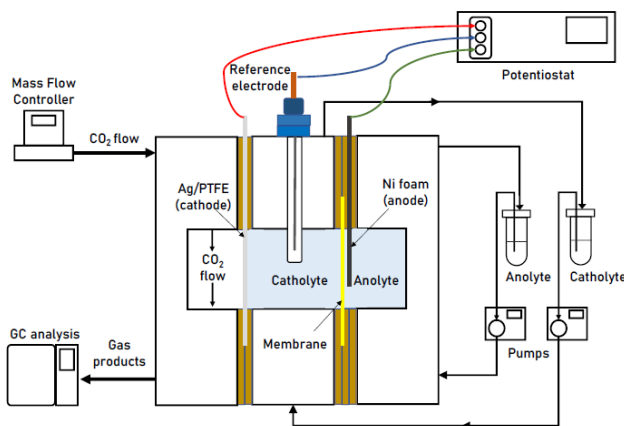 Mass Flow
Controller
CO₂ flow
Reference
electrode
Potentiostat
Ag/PTFE
(cathode)
Ni foam
(anode)
CO₂
flow
Catholyte
Anolyte
Anolyte
Catholyte
GC analysis
Gas
products
Membrane
Pumps